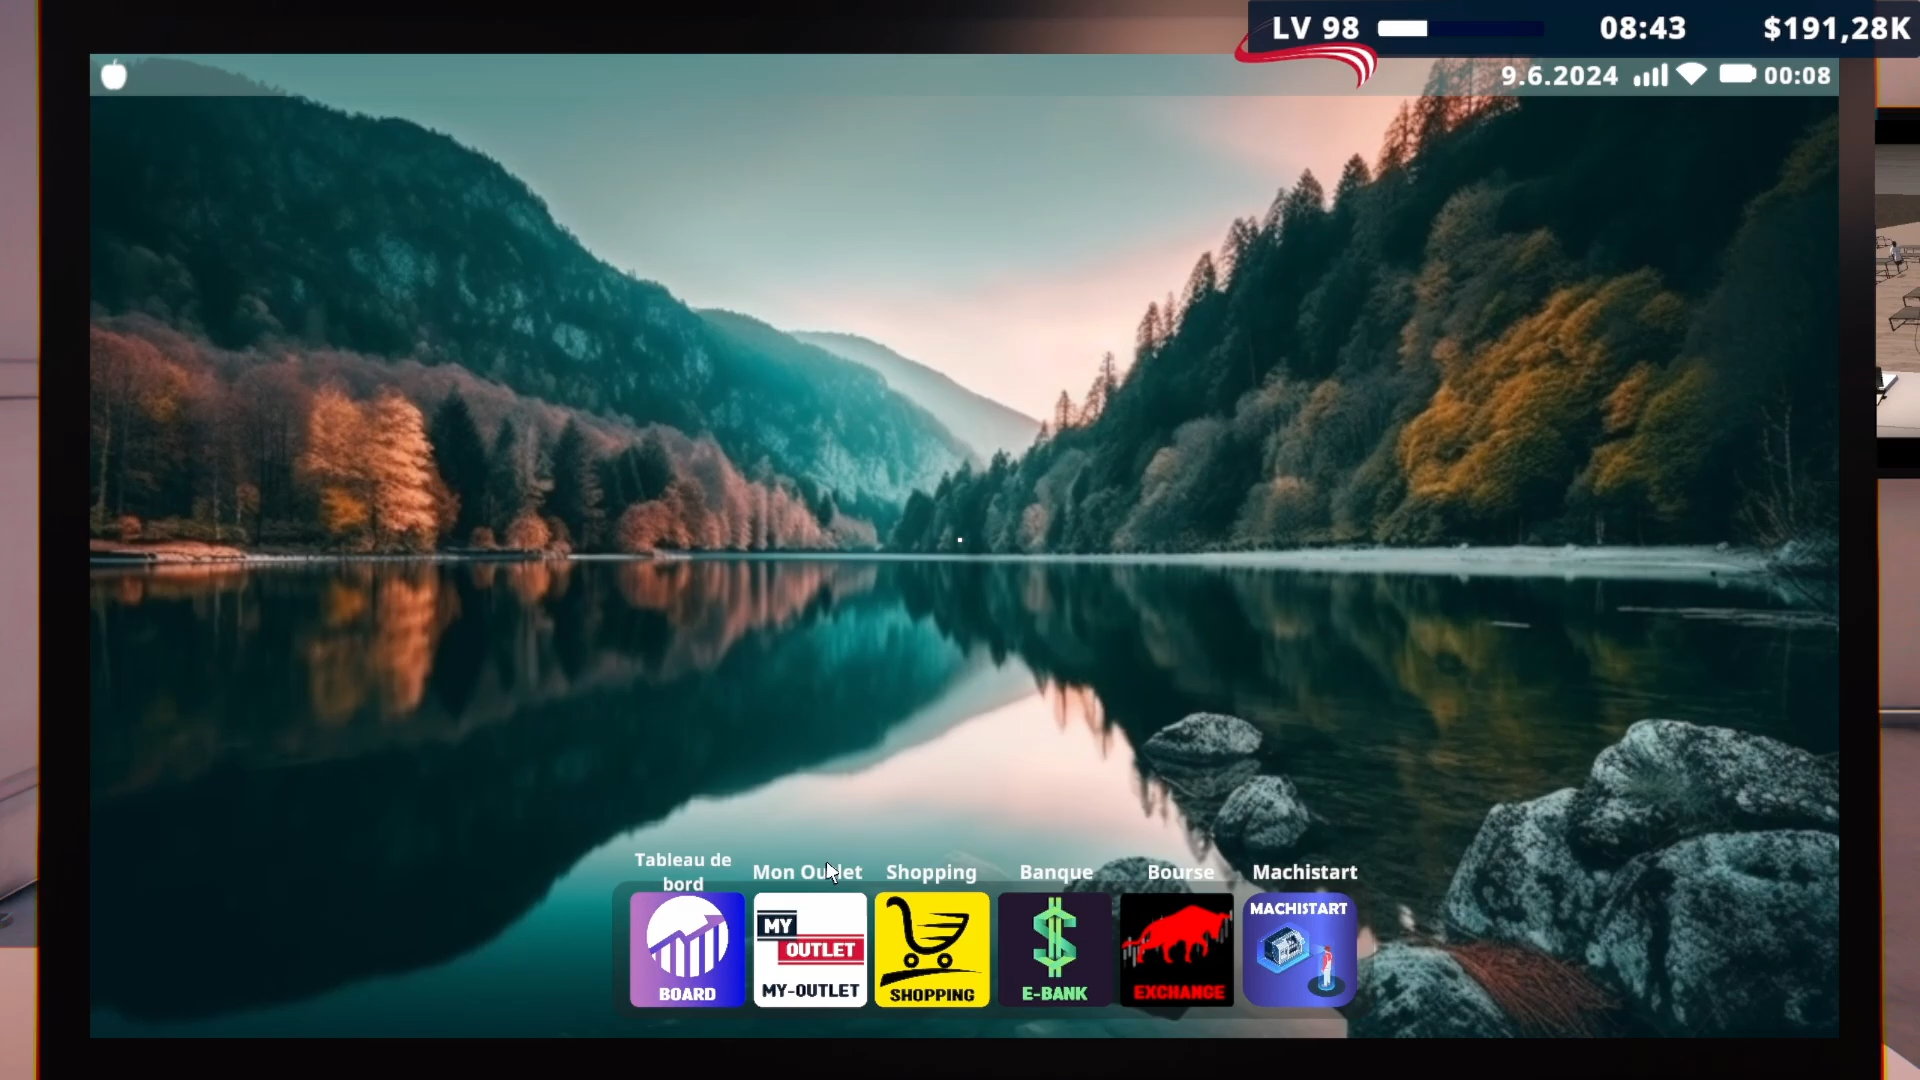 LV 98 08:43 $191,28K
9.6.2024 00:08
Tableau de bord
Mon Outlet
Shopping
Banque
Bourse
Machistart
BOARD
MY
OUTLET
MY-OUTLET
SHOPPING
E-BANK
EXCHANGE
MACHISTART